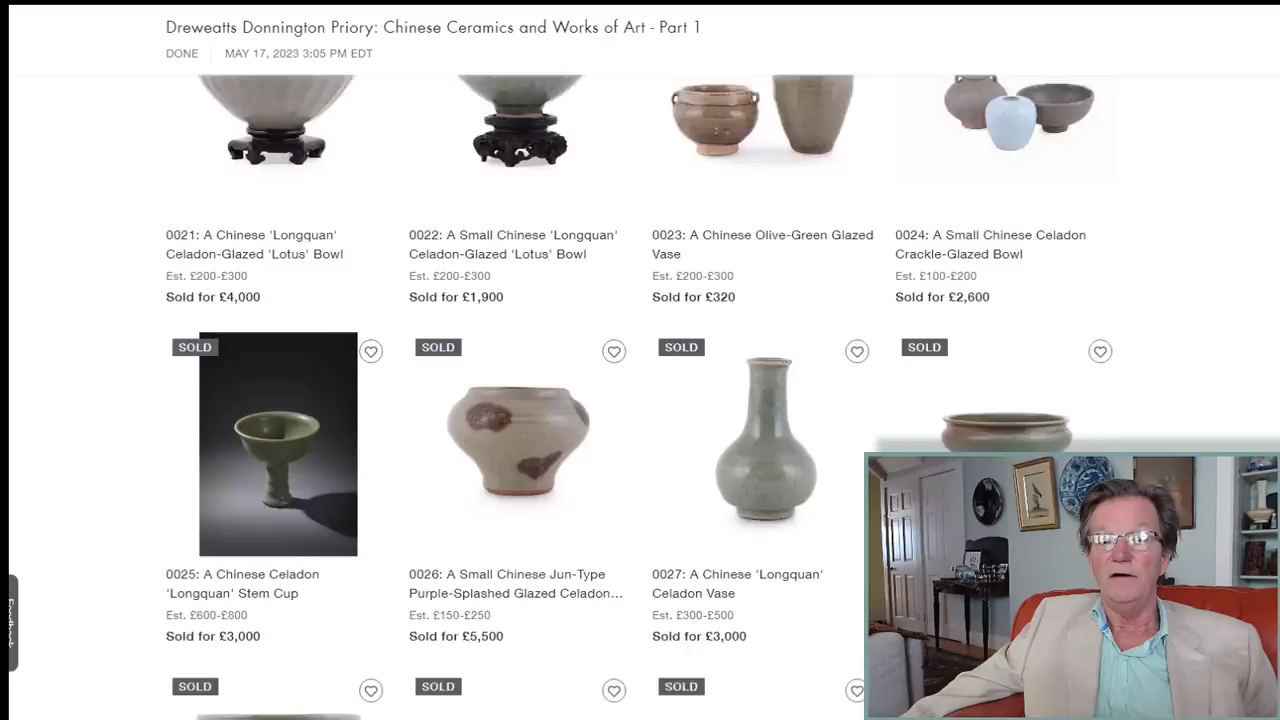 Dreweatts Donnington Priory: Chinese Ceramics and Works of Art - Part 1
DONE MAY 17, 2023 3:05 PM EDT
0021: A Chinese 'Longquan'
Celadon-Glazed 'Lotus' Bowl
Est. £200-£300
Sold for £4,000
0022: A Small Chinese 'Longquan'
Celadon-Glazed 'Lotus' Bowl
Est. £200-£300
Sold for £1,900
0023: A Chinese Olive-Green Glazed
Vase
Est. £200-£300
Sold for £320
0024: A Small Chinese Celadon
Crackle-Glazed Bowl
Est. £100-£200
Sold for £2,600
SOLD
0025: A Chinese Celadon
'Longquan' Stem Cup
Est. £600-£800
Sold for £3,000
SOLD
0026: A Small Chinese Jun-Type
Purple-Splashed Glazed Celadon...
Est. £150-£250
Sold for £5,500
SOLD
0027: A Chinese 'Longquan'
Celadon Vase
Est. £300-£500
Sold for £3,000
SOLD
SOLD
SOLD
SOLD